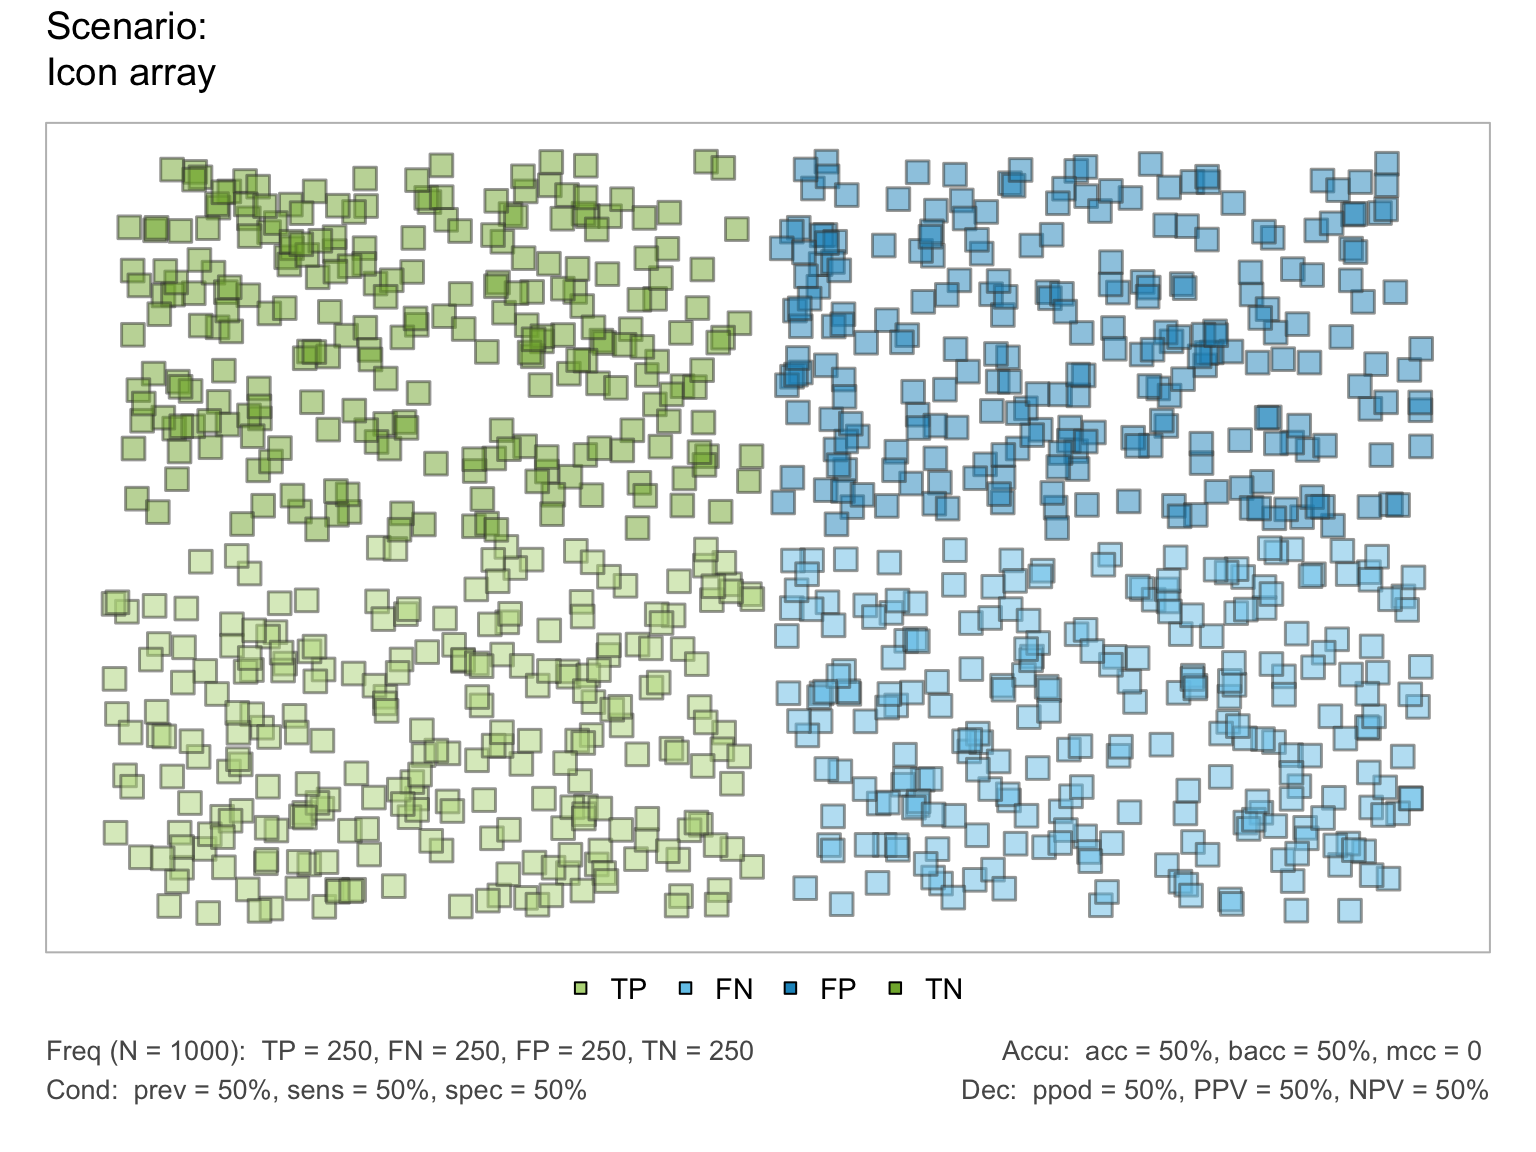 Scenario:
Icon array
TP FN FP TN
Freq (N = 1000):  TP = 250, FN = 250, FP = 250, TN = 250
Accu:  acc = 50%, bacc = 50%, mcc = 0
Cond:  prev = 50%, sens = 50%, spec = 50%
Dec:  ppod = 50%, PPV = 50%, NPV = 50%